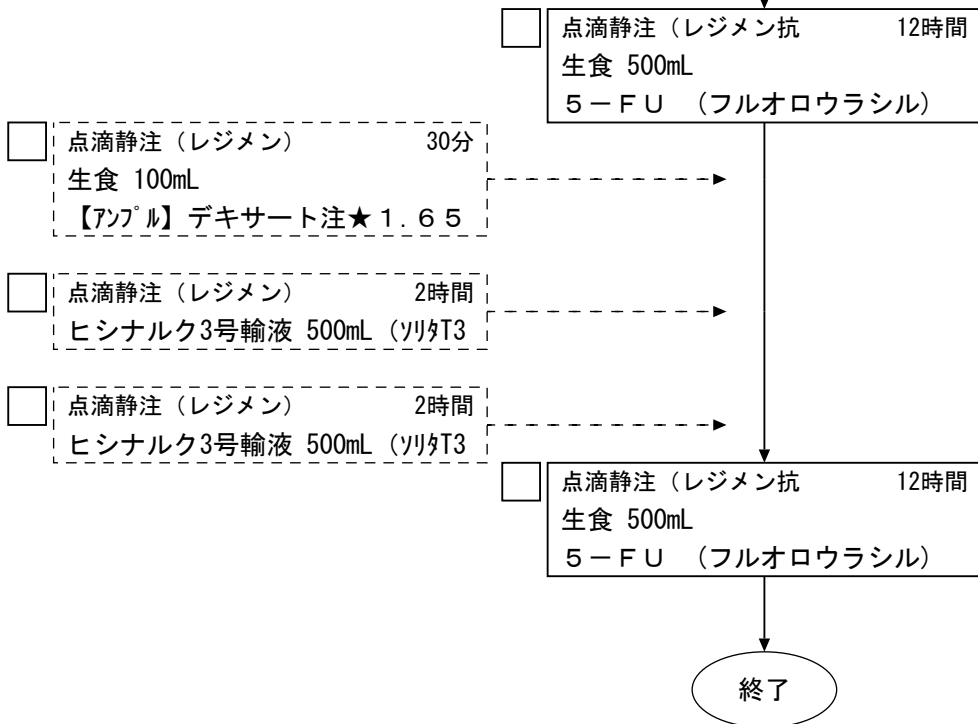 点滴静注（レジメン抗 12時間
生食 500mL
５－ＦＵ （フルオロウラシル）
点滴静注（レジメン） 30分
生食 100mL
【ｱﾝﾌﾟﾙ】デキサート注★１.６５
点滴静注（レジメン） 2時間
ヒシナルク3号輸液 500mL（ｿﾘﾀT3
点滴静注（レジメン） 2時間
ヒシナルク3号輸液 500mL（ｿﾘﾀT3
点滴静注（レジメン抗 12時間
生食 500mL
５－ＦＵ （フルオロウラシル）
終了